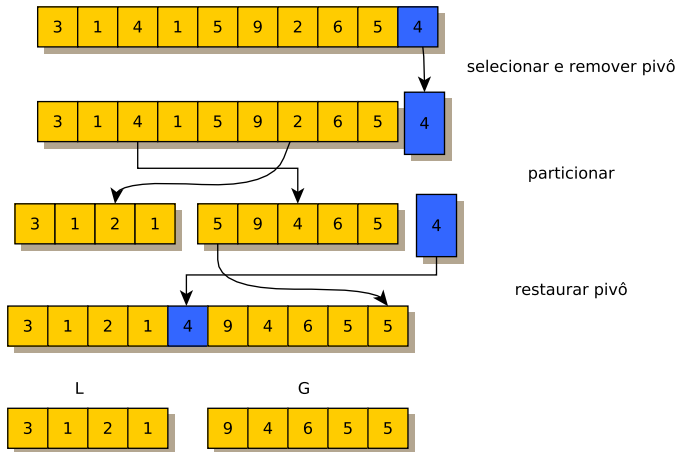 3 1 4 1 5 9 2 6 5 4
selecionar e remover pivô
3 1 4 1 5 9 2 6 5 4
particionar
3 1 2 1 5 9 4 6 5 4
restaurar pivô
3 1 2 1 4 9 4 6 5 5
L G
3 1 2 1 9 4 6 5 5